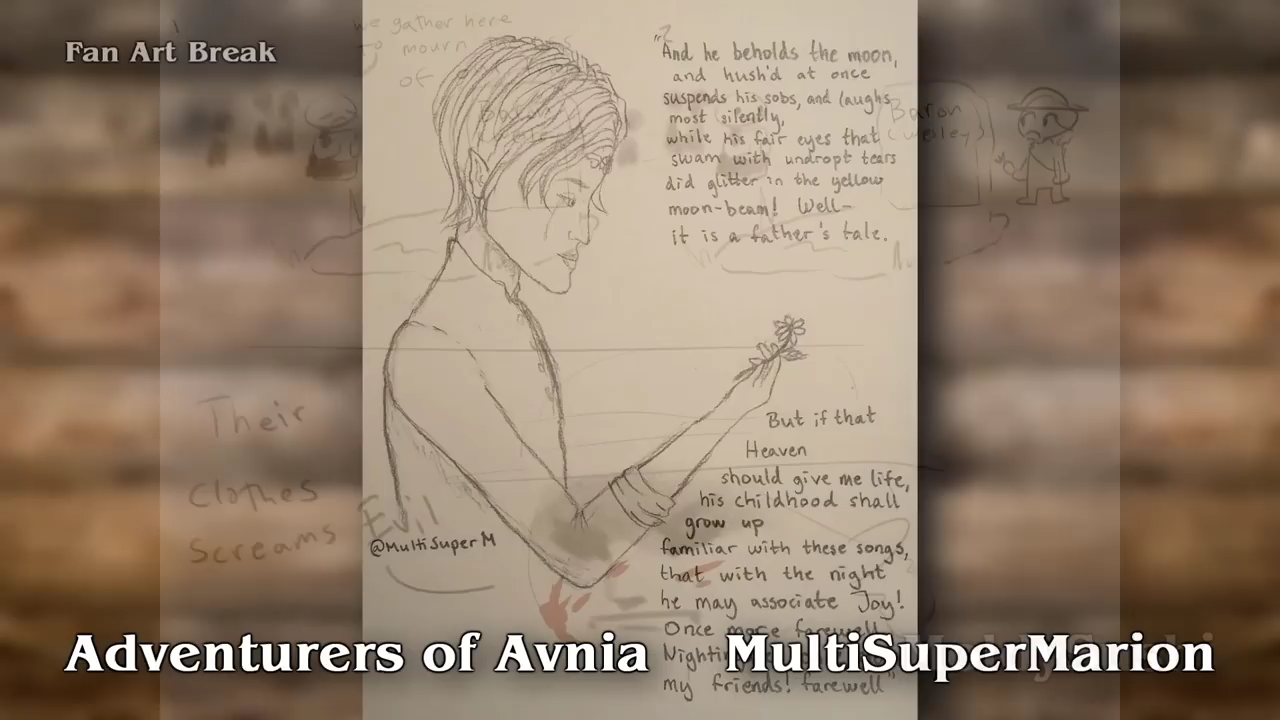 Fan Art Break
we gather here
to mourn
of
"And he beholds the moon,
and hush'd at once
suspends his sobs, and laughs
most silently,
while his fair eyes that
swam with undropt tears
did glitter in the yellow
moon-beam! Well-
it is a father's tale.
Baron
(Wesley)
But if that
Heaven
should give me life,
his childhood shall
grow up
familiar with these songs,
that with the night
he may associate Joy!
Once more farewell
my friends! farewell"
Their
Clothes
Screams
Evil
@MultiSuperM
Adventurers of Avnia
MultiSuperMarion